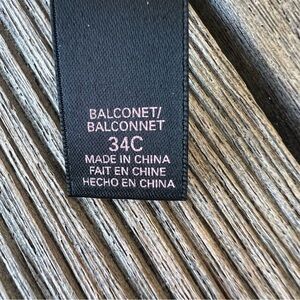 BALCONET/
BALCONNET
34C
MADE IN CHINA
FAIT EN CHINE
HECHO EN CHINA